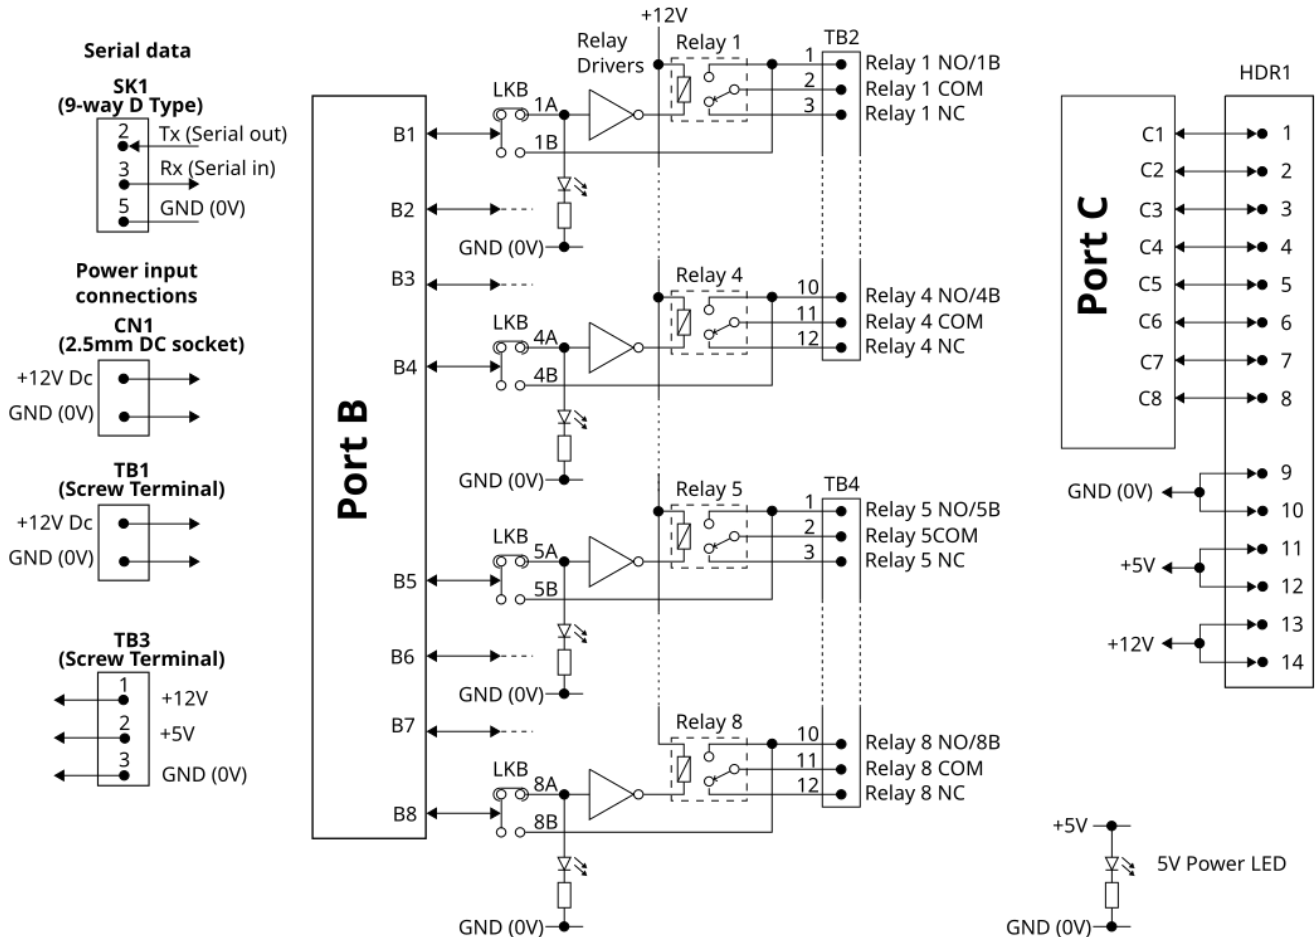 Serial data
SK1
(9-way D Type)
2 Tx (Serial out)
3 Rx (Serial in)
5 GND (0V)
Power input
connections
CN1
(2.5mm DC socket)
+12V Dc
GND (0V)
TB1
(Screw Terminal)
+12V Dc
GND (0V)
TB3
(Screw Terminal)
1 +12V
2 +5V
3 GND (0V)
Port B
B1
B2
B3
B4
B5
B6
B7
B8
+12V
Relay
Drivers
Relay 1
TB2
LKB
1A
1B
GND (0V)
1 Relay 1 NO/1B
2 Relay 1 COM
3 Relay 1 NC
Relay 4
LKB
4A
4B
GND (0V)
10 Relay 4 NO/4B
11 Relay 4 COM
12 Relay 4 NC
Relay 5
TB4
LKB
5A
5B
GND (0V)
1 Relay 5 NO/5B
2 Relay 5COM
3 Relay 5 NC
Relay 8
LKB
8A
8B
GND (0V)
10 Relay 8 NO/8B
11 Relay 8 COM
12 Relay 8 NC
HDR1
Port C
C1 1
C2 2
C3 3
C4 4
C5 5
C6 6
C7 7
C8 8
GND (0V)
9
10
+5V
11
12
+12V
13
14
+5V
5V Power LED
GND (0V)